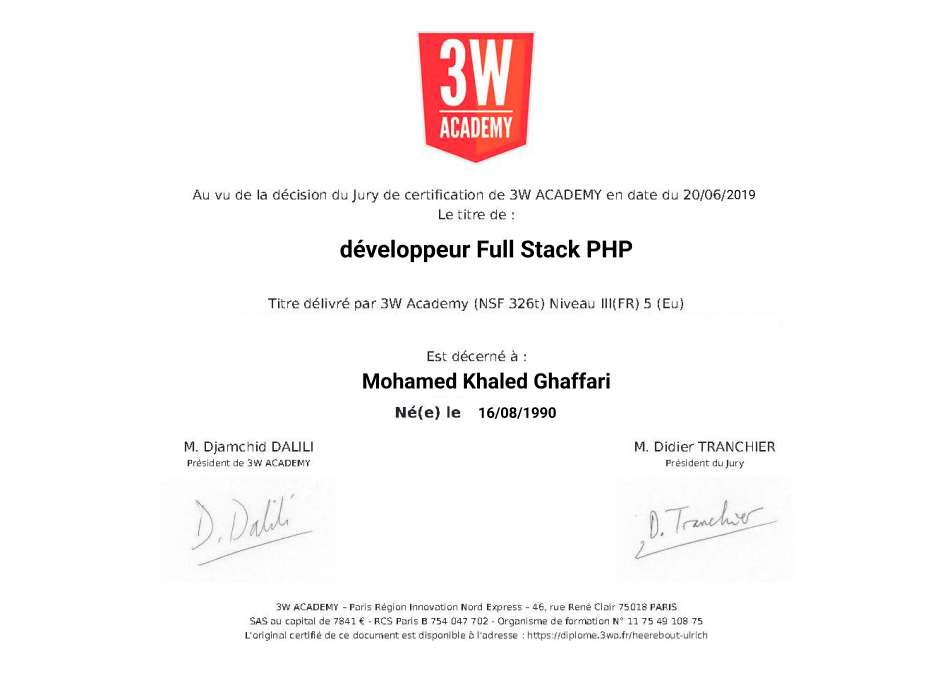 3W
ACADEMY
Au vu de la décision du Jury de certification de 3W ACADEMY en date du 20/06/2019
Le titre de :
développeur Full Stack PHP
Titre délivré par 3W Academy (NSF 326t) Niveau III(FR) 5 (Eu)
Est décerné à :
Mohamed Khaled Ghaffari
Né(e) le 16/08/1990
M. Djamchid DALILI
Président de 3W ACADEMY
M. Didier TRANCHIER
Président du Jury
D. Dalili
D. Tranchier
3W ACADEMY – Paris Région Innovation Nord Express – 46, rue René Clair 75018 PARIS
SAS au capital de 7841 € - RCS Paris B 754 047 702 - Organisme de formation N° 11 75 49 108 75
L'original certifié de ce document est disponible à l'adresse : https://diplome.3wa.fr/heerebout-ulrich